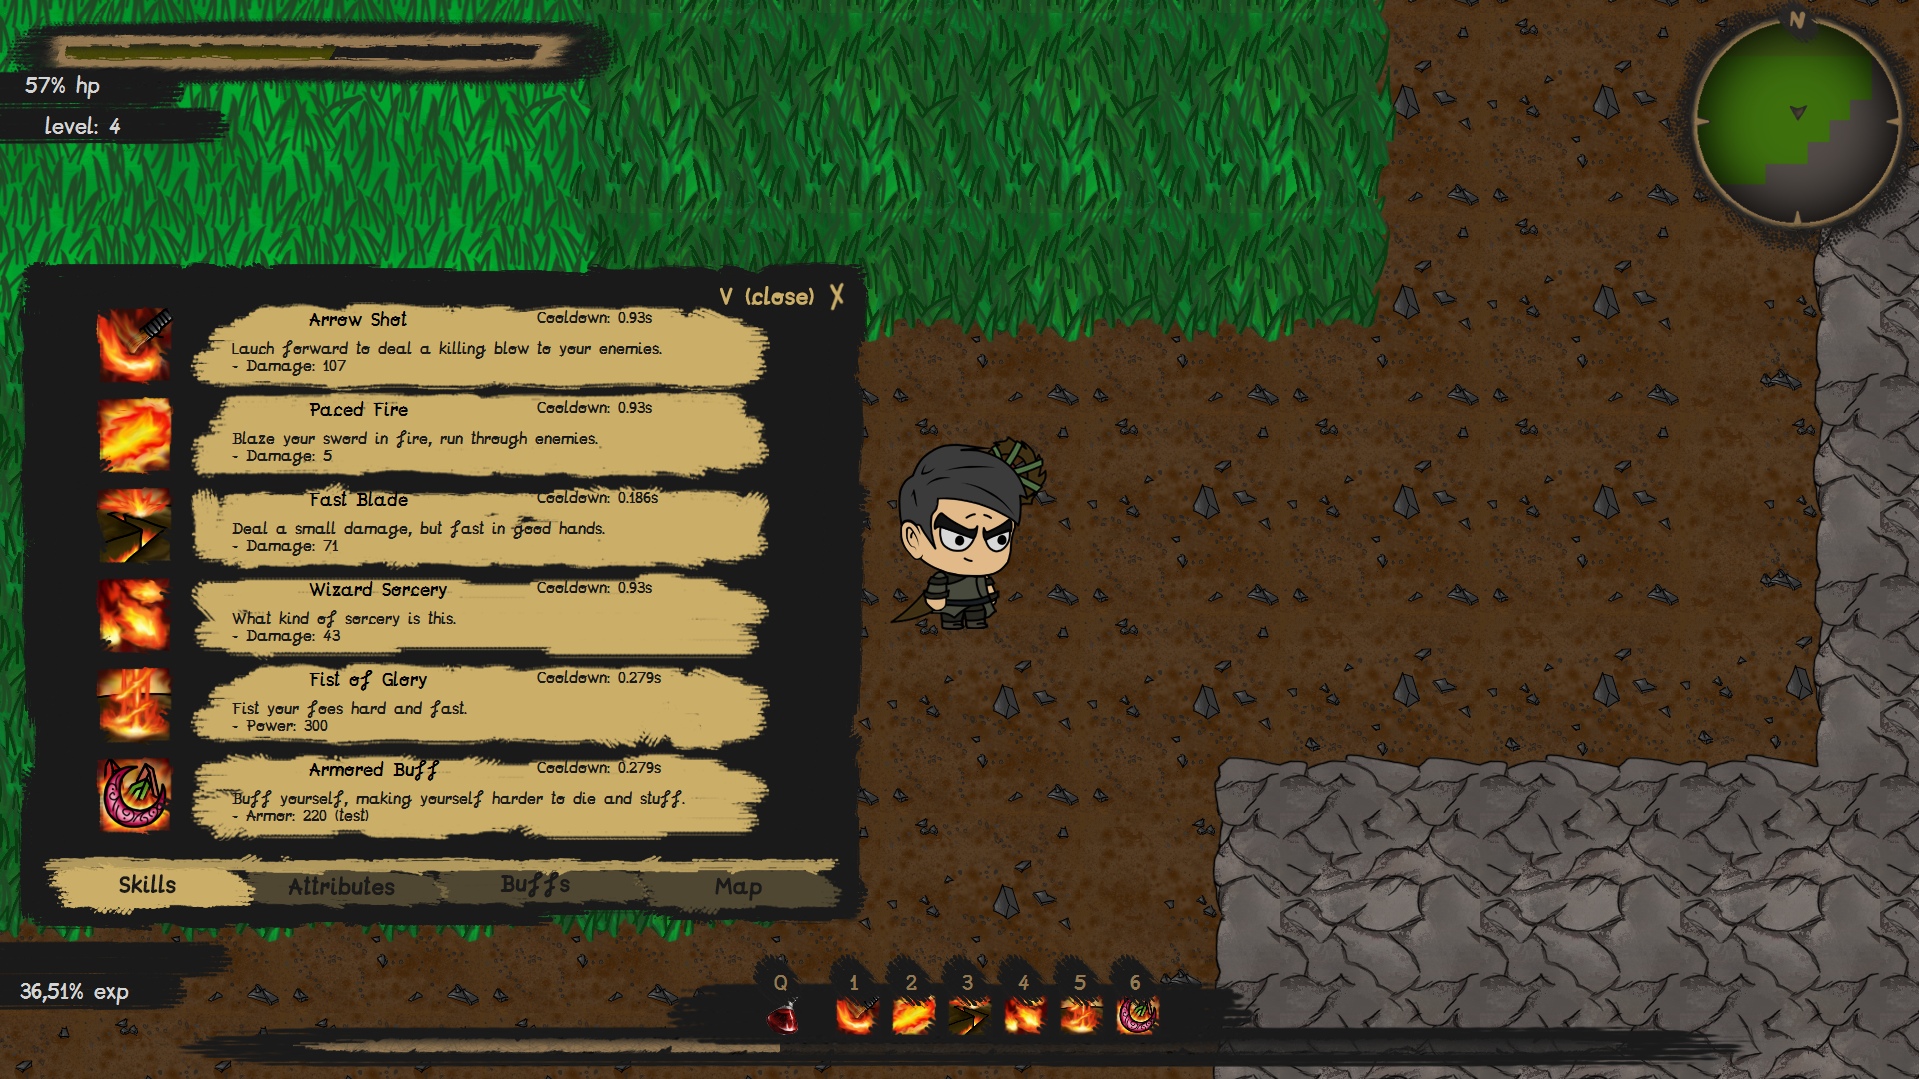 N
57% hp
level: 4
V (close) X
Arrow Shot Cooldown: 0.93s
Lauch forward to deal a killing blow to your enemies.
- Damage: 107
Paced Fire Cooldown: 0.93s
Blaze your sword in fire, run through enemies.
- Damage: 5
Fast Blade Cooldown: 0.186s
Deal a small damage, but fast in good hands.
- Damage: 71
Wizard Sorcery Cooldown: 0.93s
What kind of sorcery is this.
- Damage: 43
Fist of Glory Cooldown: 0.279s
Fist your foes hard and fast.
- Power: 300
Armored Buff Cooldown: 0.279s
Buff yourself, making yourself harder to die and stuff.
- Armor: 220 (test)
Skills Attributes Buffs Map
36,51% exp
Q 1 2 3 4 5 6